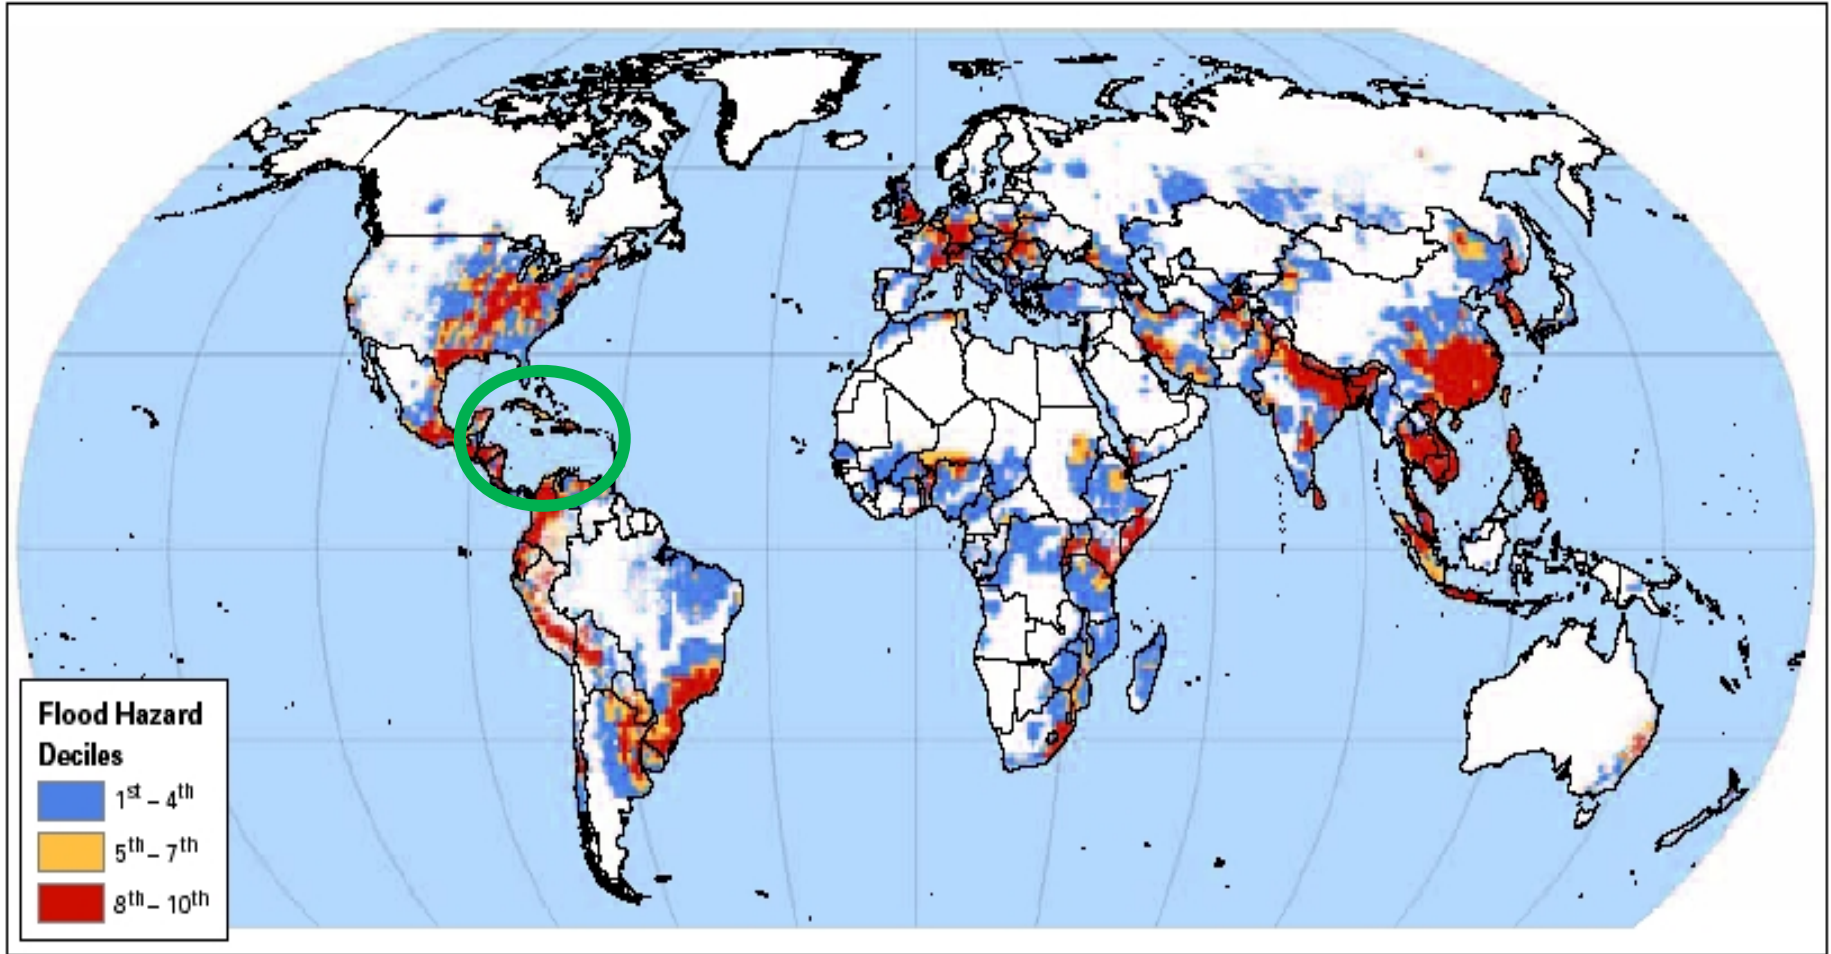 Flood Hazard
Deciles
1st – 4th
5th – 7th
8th – 10th